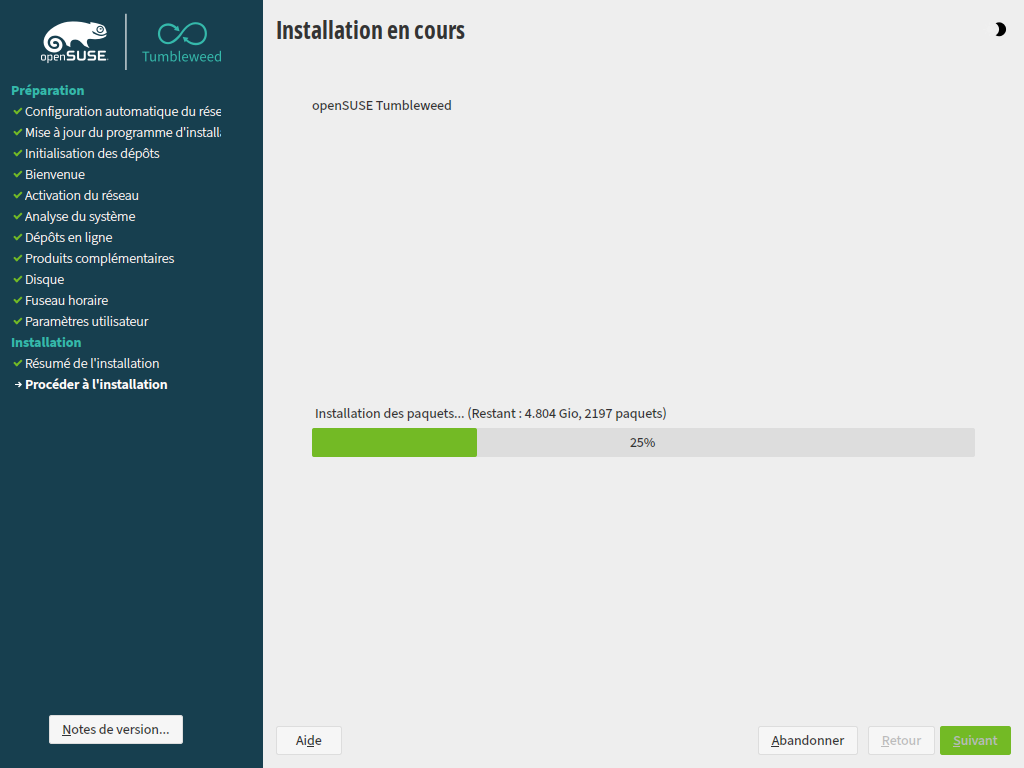 openSUSE
Tumbleweed
Préparation
Configuration automatique du rése
Mise à jour du programme d'install
Initialisation des dépôts
Bienvenue
Activation du réseau
Analyse du système
Dépôts en ligne
Produits complémentaires
Disque
Fuseau horaire
Paramètres utilisateur
Installation
Résumé de l'installation
Procéder à l'installation
Notes de version...
Installation en cours
openSUSE Tumbleweed
Installation des paquets... (Restant : 4.804 Gio, 2197 paquets)
25%
Aide
Abandonner
Retour
Suivant